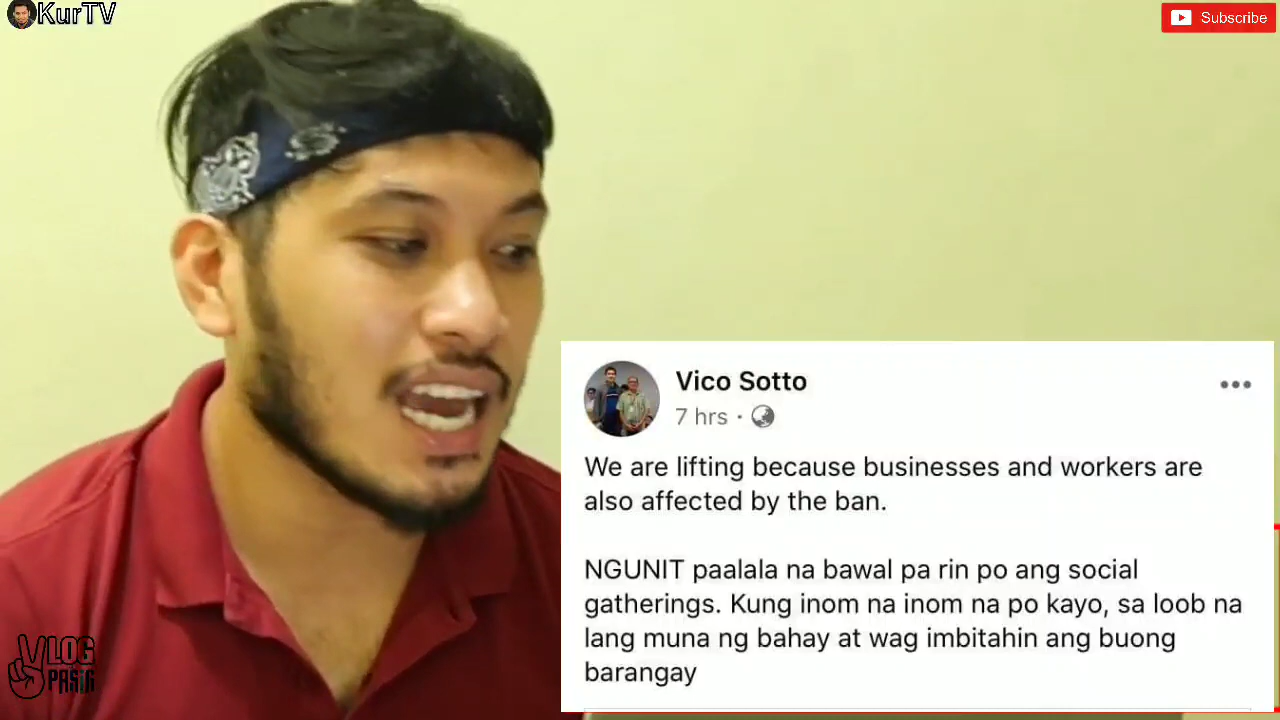 KurTV
Subscribe
Vico Sotto
7 hrs ·
We are lifting because businesses and workers are
also affected by the ban.
NGUNIT paalala na bawal pa rin po ang social
gatherings. Kung inom na inom na po kayo, sa loob na
lang muna ng bahay at wag imbitahin ang buong
barangay
VLOG
PASIG